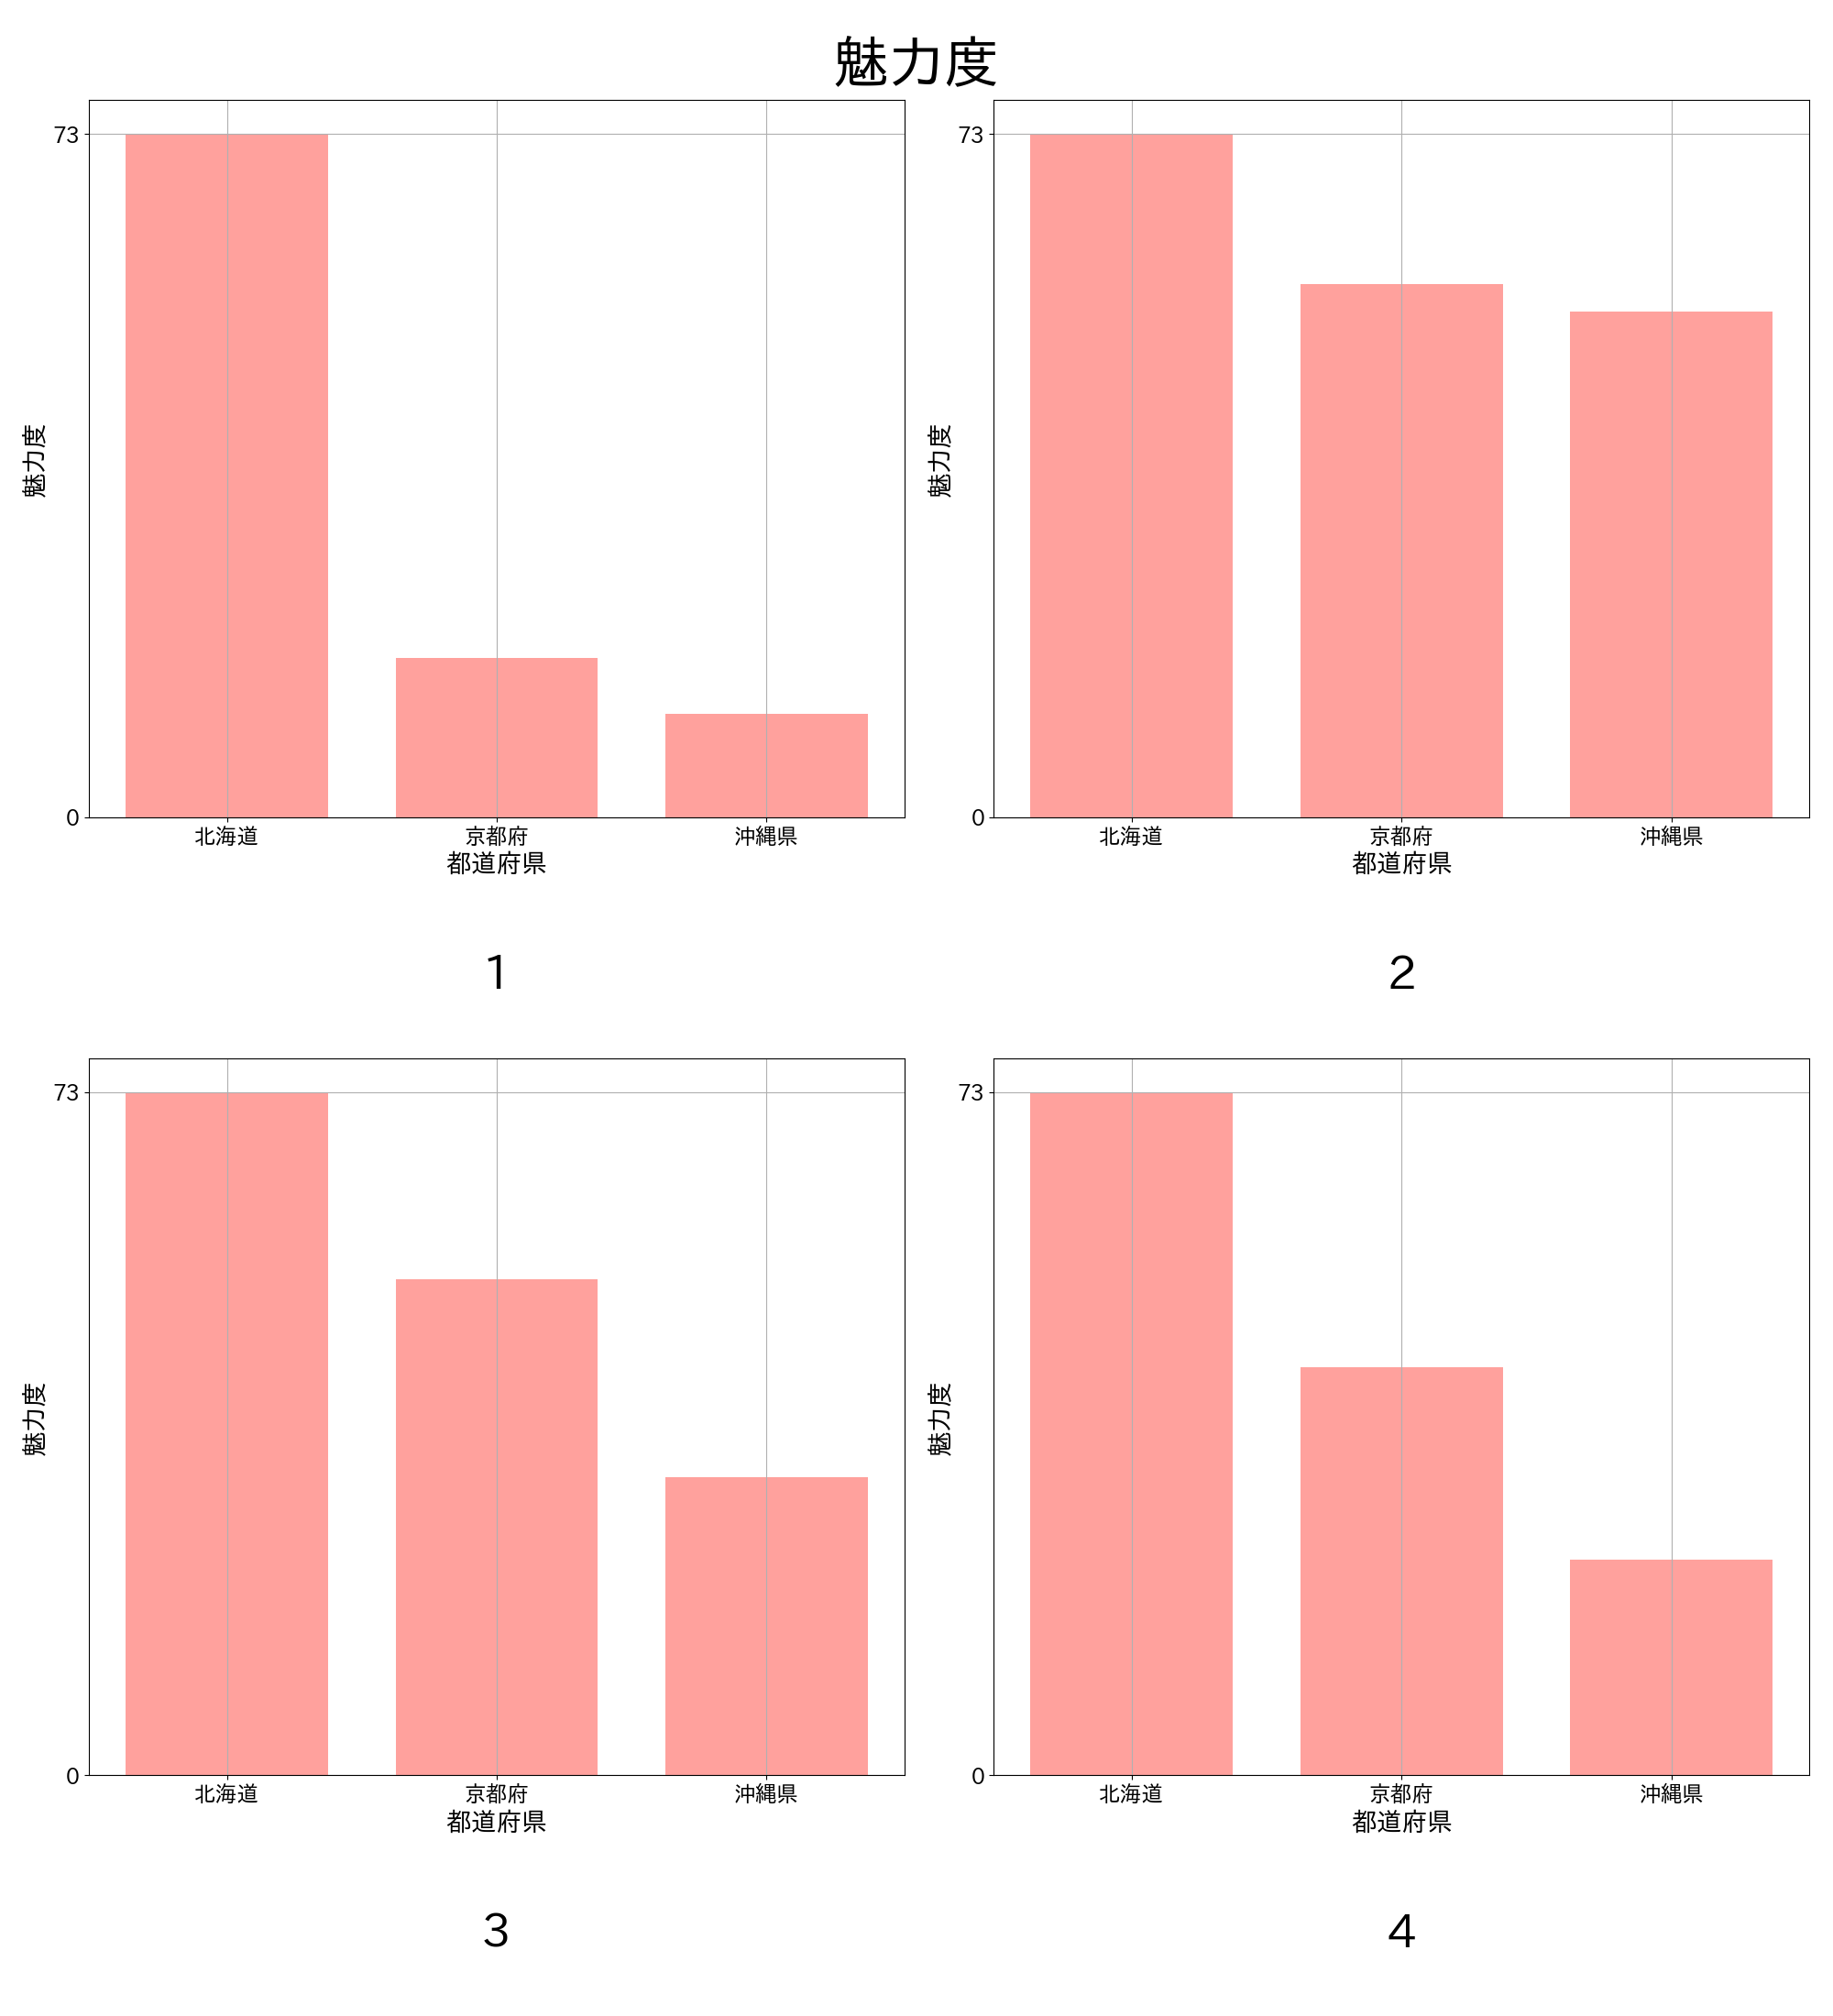 魅力度
73
魅力度
0
北海道 京都府 沖縄県
都道府県
1
73
魅力度
0
北海道 京都府 沖縄県
都道府県
2
73
魅力度
0
北海道 京都府 沖縄県
都道府県
3
73
魅力度
0
北海道 京都府 沖縄県
都道府県
4